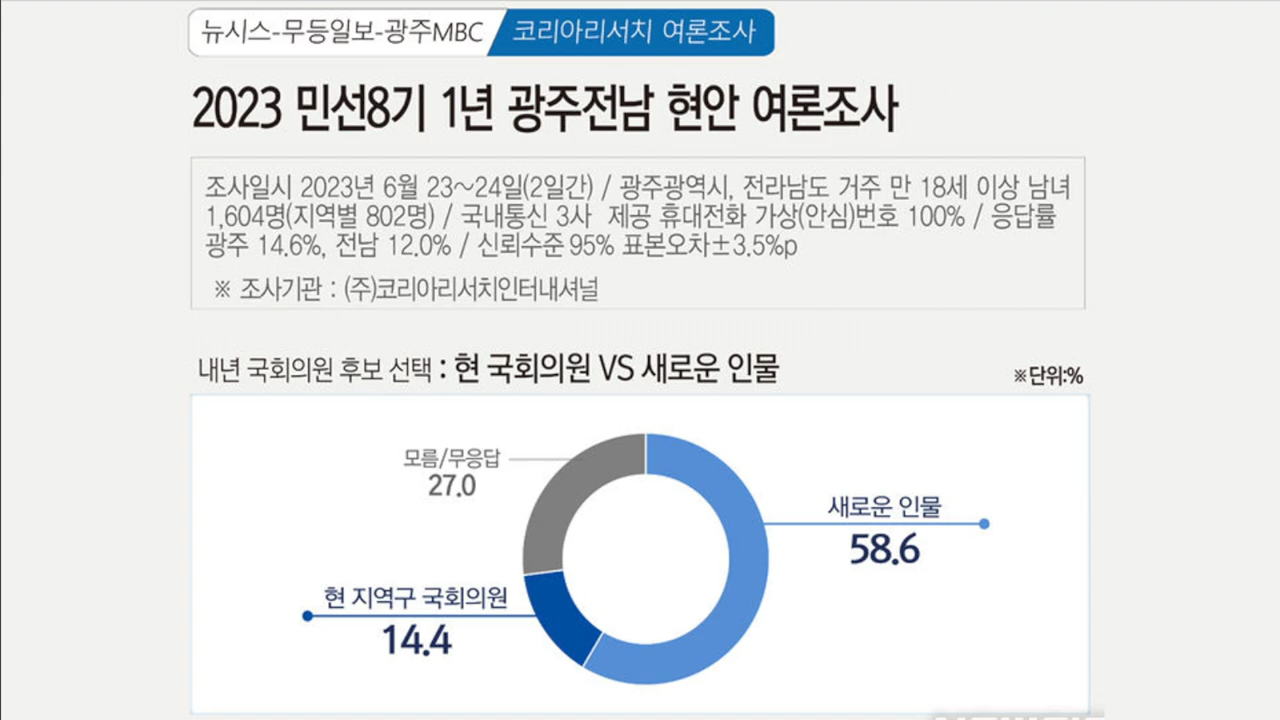 뉴시스-무등일보-광주MBC 코리아리서치 여론조사
2023 민선8기 1년 광주전남 현안 여론조사
조사일시 2023년 6월 23~24일(2일간) / 광주광역시, 전라남도 거주 만 18세 이상 남녀
1,604명(지역별 802명) / 국내통신 3사 제공 휴대전화 가상(안심)번호 100% / 응답률
광주 14.6%, 전남 12.0% / 신뢰수준 95% 표본오차±3.5%p
※ 조사기관 : (주)코리아리서치인터내셔널
내년 국회의원 후보 선택 : 현 국회의원 VS 새로운 인물
※단위:%
모름/무응답
27.0
새로운 인물
58.6
현 지역구 국회의원
14.4